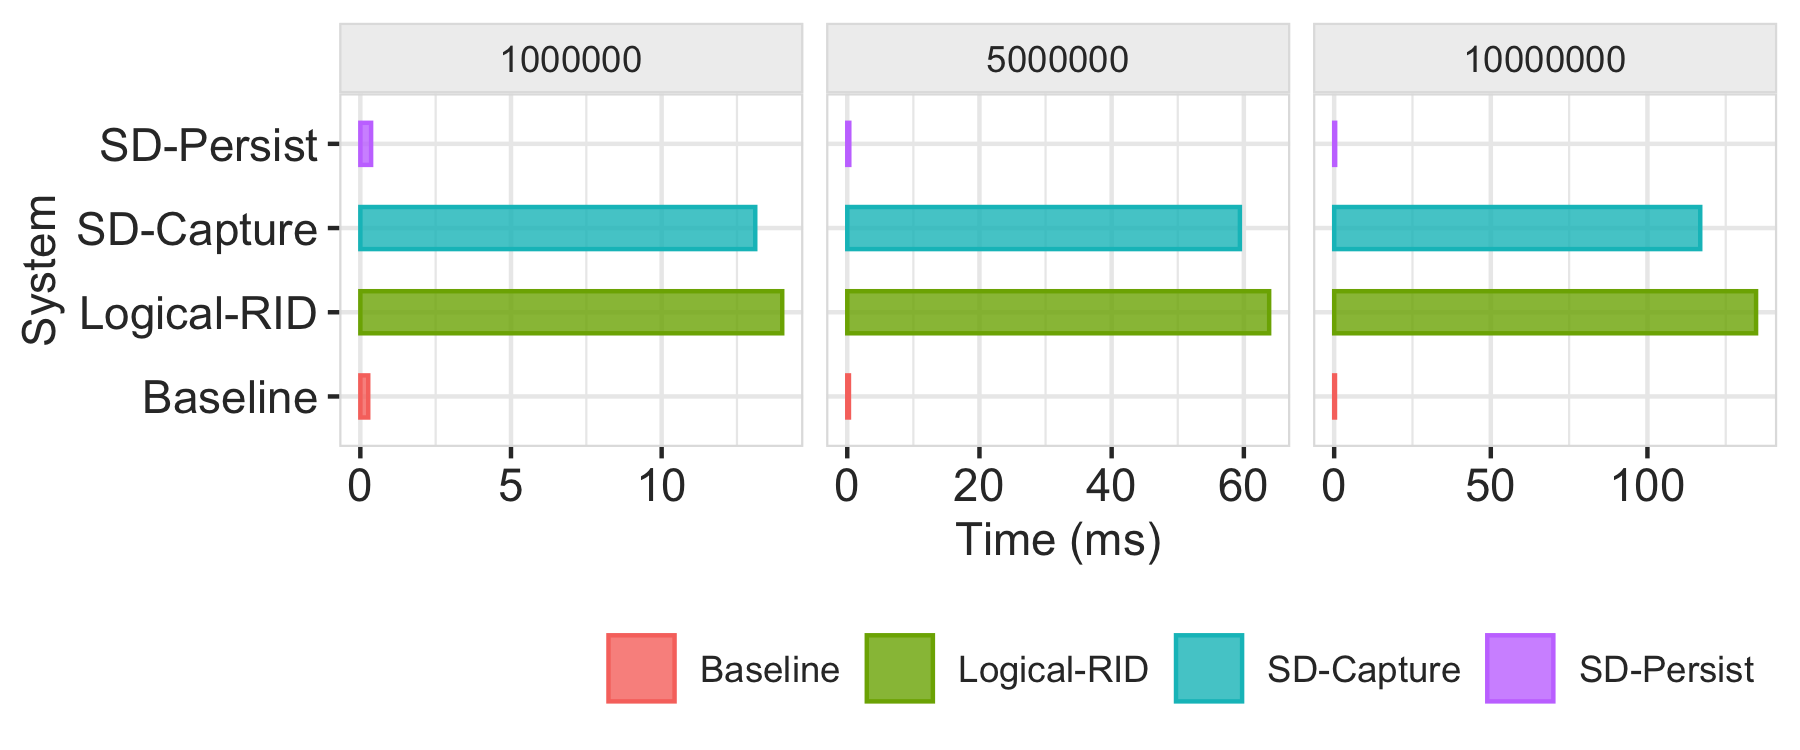 1000000 5000000 10000000
SD-Persist
SD-Capture
Logical-RID
Baseline
System
0 5 10 0 20 40 60 0 50 100
Time (ms)
Baseline Logical-RID SD-Capture SD-Persist